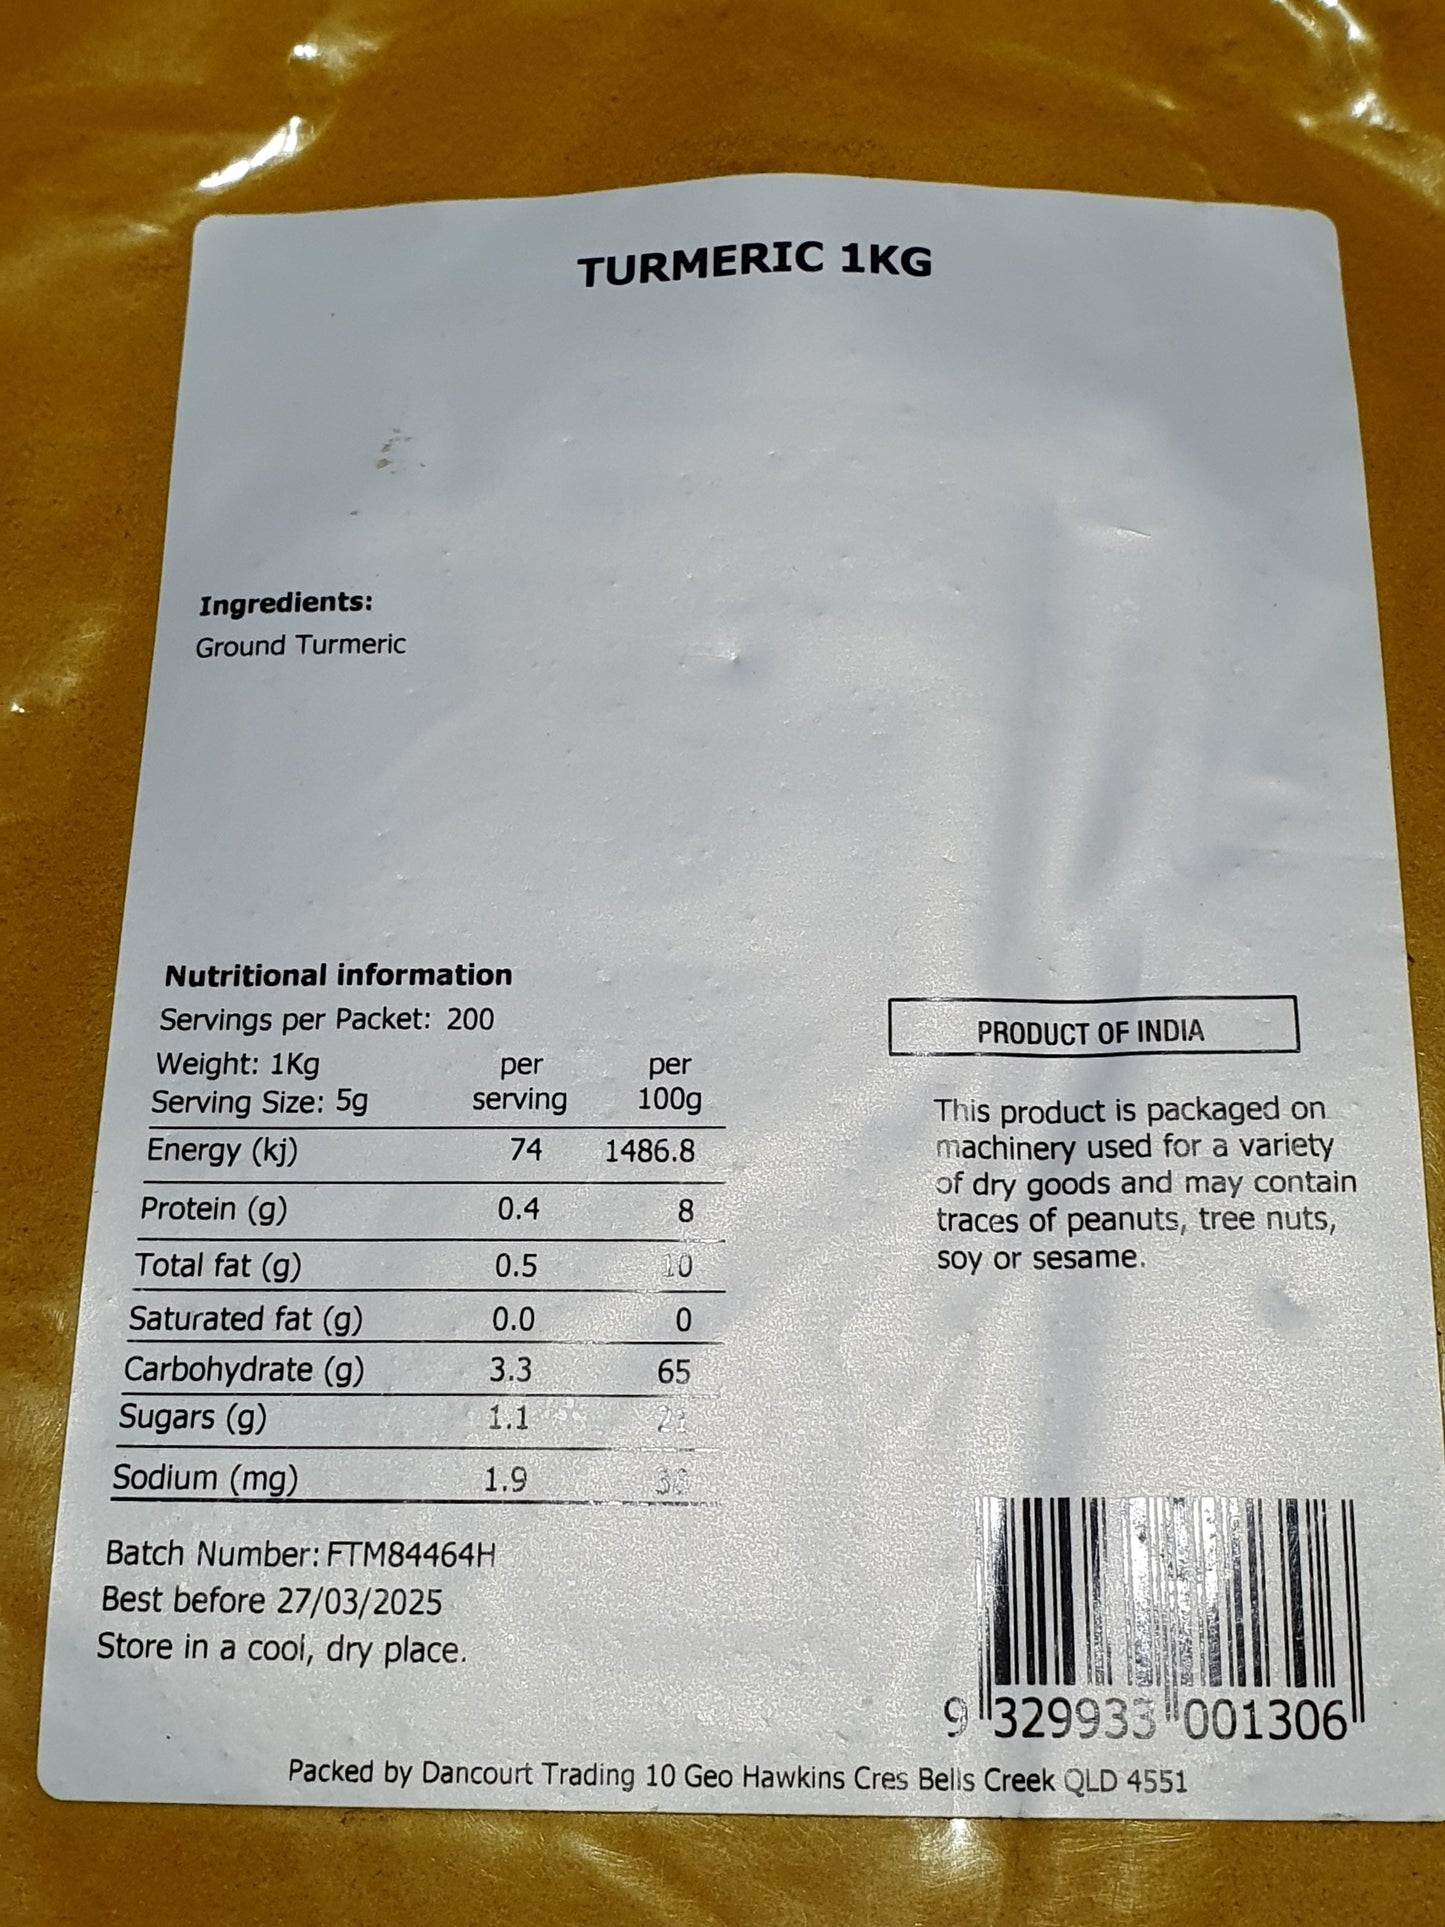 TURMERIC 1KG
Ingredients:
Ground Turmeric
Nutritional information
Servings per Packet: 200
Weight: 1Kg per per
Serving Size: 5g serving 100g
Energy (kj) 74 1486.8
Protein (g) 0.4 8
Total fat (g) 0.5 10
Saturated fat (g) 0.0 0
Carbohydrate (g) 3.3 65
Sugars (g) 1.1 21
Sodium (mg) 1.9
Batch Number: FTM84464H
Best before 27/03/2025
Store in a cool, dry place.
PRODUCT OF INDIA
This product is packaged on
machinery used for a variety
of dry goods and may contain
traces of peanuts, tree nuts,
soy or sesame.
9 329933 001306
Packed by Dancourt Trading 10 Geo Hawkins Cres Bells Creek QLD 4551